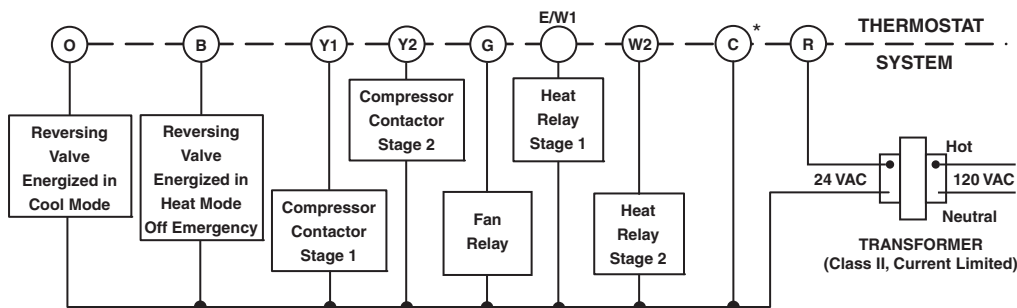 O
B
Y1
Y2
G
E/W1
W2
C
*
R
THERMOSTAT
SYSTEM
Reversing
Valve
Energized in
Cool Mode
Reversing
Valve
Energized in
Heat Mode
Off Emergency
Compressor
Contactor
Stage 1
Compressor
Contactor
Stage 2
Fan
Relay
Heat
Relay
Stage 1
Heat
Relay
Stage 2
Hot
24 VAC
120 VAC
Neutral
TRANSFORMER
(Class II, Current Limited)